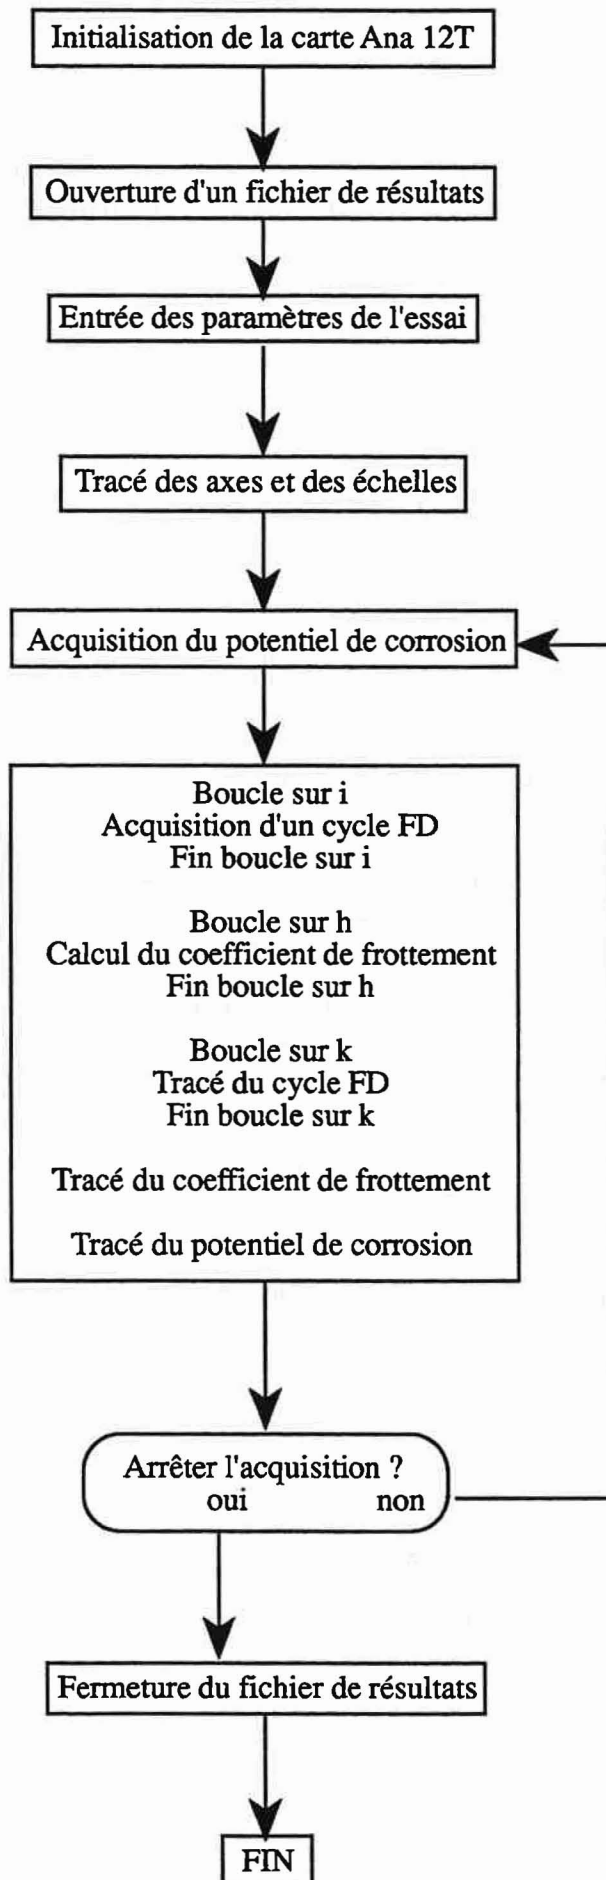 Initialisation de la carte Ana 12T
Ouverture d'un fichier de résultats
Entrée des paramètres de l'essai
Tracé des axes et des échelles
Acquisition du potentiel de corrosion
Boucle sur i
Acquisition d'un cycle FD
Fin boucle sur i
Boucle sur h
Calcul du coefficient de frottement
Fin boucle sur h
Boucle sur k
Tracé du cycle FD
Fin boucle sur k
Tracé du coefficient de frottement
Tracé du potentiel de corrosion
Arrêter l'acquisition ?
oui non
Fermeture du fichier de résultats
FIN